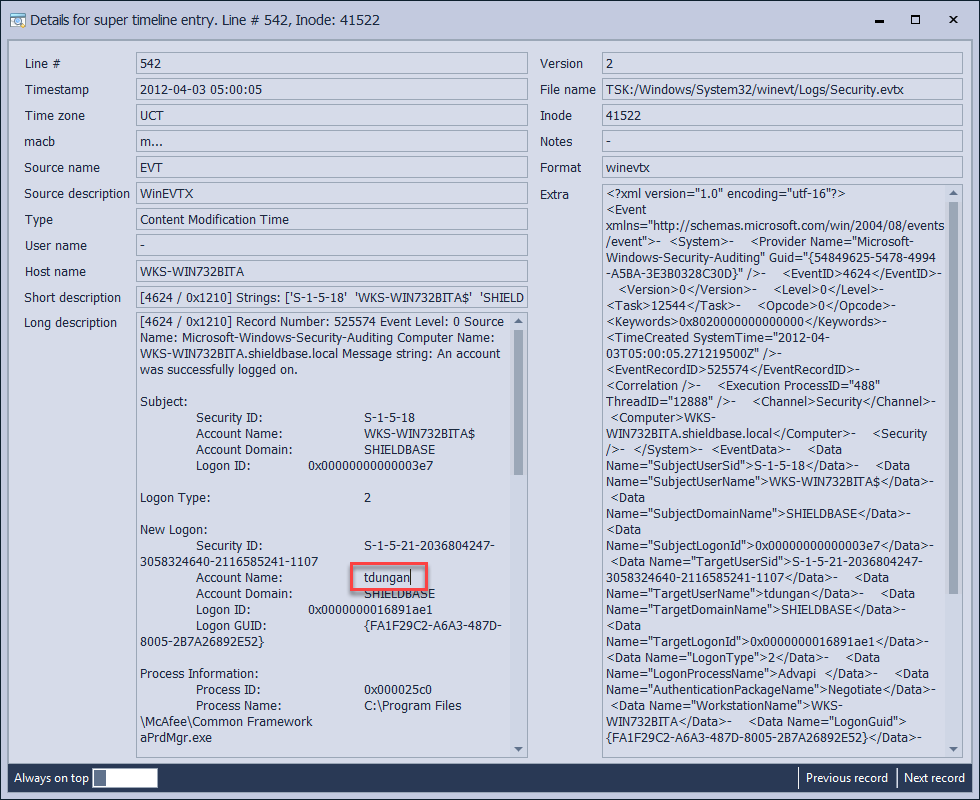 Details for super timeline entry. Line # 542, Inode: 41522
Line # 542
Timestamp 2012-04-03 05:00:05
Time zone UCT
macb m...
Source name EVT
Source description WinEVTX
Type Content Modification Time
User name -
Host name WKS-WIN732BITA
Short description [4624 / 0x1210] Strings: ['S-1-5-18' 'WKS-WIN732BITA$' 'SHIELD
Long description
[4624 / 0x1210] Record Number: 525574 Event Level: 0 Source
Name: Microsoft-Windows-Security-Auditing Computer Name:
WKS-WIN732BITA.shieldbase.local Message string: An account
was successfully logged on.
Subject:
Security ID: S-1-5-18
Account Name: WKS-WIN732BITA$
Account Domain: SHIELDBASE
Logon ID: 0x00000000000003e7
Logon Type: 2
New Logon:
Security ID: S-1-5-21-2036804247-
3058324640-2116585241-1107
Account Name: tdungan
Account Domain: SHIELDBASE
Logon ID: 0x0000000016891ae1
Logon GUID: {FA1F29C2-A6A3-487D-
8005-2B7A26892E52}
Process Information:
Process ID: 0x000025c0
Process Name: C:\Program Files
\McAfee\Common Framework
aPrdMgr.exe
Version 2
File name TSK:/Windows/System32/winevt/Logs/Security.evtx
Inode 41522
Notes -
Format winevtx
Extra
<?xml version="1.0" encoding="utf-16"?>
<Event
xmlns="http://schemas.microsoft.com/win/2004/08/events
/event">- <System>- <Provider Name="Microsoft-
Windows-Security-Auditing" Guid="{54849625-5478-4994
-A5BA-3E3B0328C30D}" />- <EventID>4624</EventID>-
<Version>0</Version>- <Level>0</Level>-
<Task>12544</Task>- <Opcode>0</Opcode>-
<Keywords>0x8020000000000000</Keywords>-
<TimeCreated SystemTime="2012-04-
03T05:00:05.271219500Z" />-
<EventRecordID>525574</EventRecordID>-
<Correlation />- <Execution ProcessID="488"
ThreadID="12888" />- <Channel>Security</Channel>-
<Computer>WKS-
WIN732BITA.shieldbase.local</Computer>- <Security
/>- </System>- <EventData>- <Data
Name="SubjectUserSid">S-1-5-18</Data>- <Data
Name="SubjectUserName">WKS-WIN732BITA$</Data>-
<Data
Name="SubjectDomainName">SHIELDBASE</Data>-
<Data
Name="SubjectLogonId">0x00000000000003e7</Data>-
<Data Name="TargetUserSid">S-1-5-21-2036804247-
3058324640-2116585241-1107</Data>- <Data
Name="TargetUserName">tdungan</Data>- <Data
Name="TargetDomainName">SHIELDBASE</Data>-
<Data
Name="TargetLogonId">0x0000000016891ae1</Data>-
<Data Name="LogonType">2</Data>- <Data
Name="LogonProcessName">Advapi </Data>- <Data
Name="AuthenticationPackageName">Negotiate</Data>-
<Data Name="WorkstationName">WKS-
WIN732BITA</Data>- <Data Name="LogonGuid">
{FA1F29C2-A6A3-487D-8005-2B7A26892E52}</Data>-
Always on top
Previous record
Next record